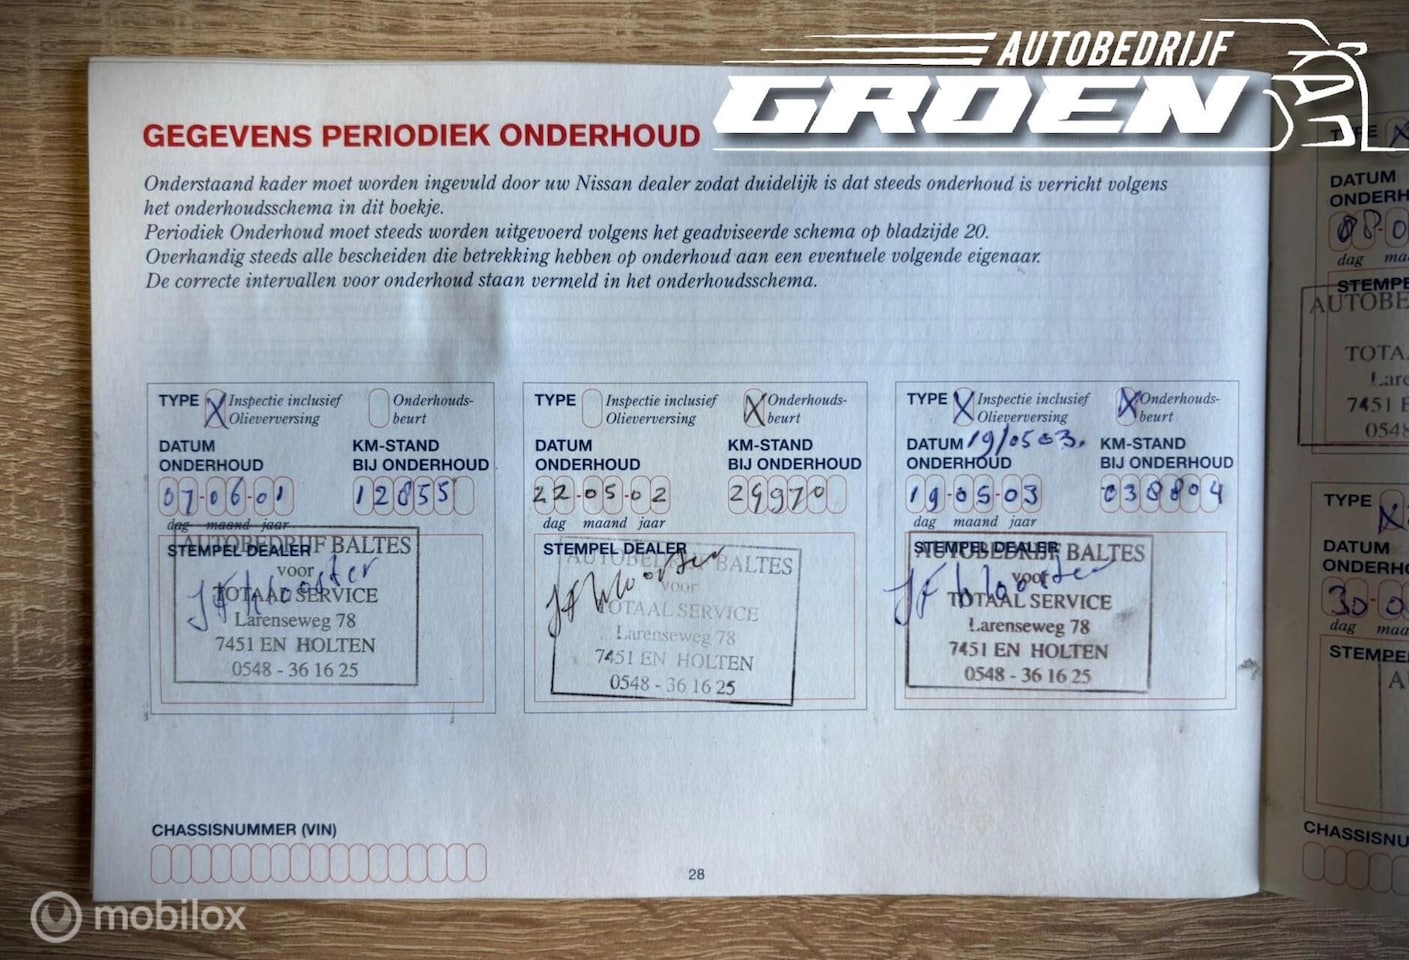 AUTOBEDRIJF
GROEN
GEGEVENS PERIODIEK ONDERHOUD
Onderstaand kader moet worden ingevuld door uw Nissan dealer zodat duidelijk is dat steeds onderhoud is verricht volgens
het onderhoudsschema in dit boekje.
Periodiek Onderhoud moet steeds worden uitgevoerd volgens het geadviseerde schema op bladzijde 20.
Overhandig steeds alle bescheiden die betrekking hebben op onderhoud aan een eventuele volgende eigenaar.
De correcte intervallen voor onderhoud staan vermeld in het onderhoudsschema.
TYPE X Inspectie inclusief Olieverversing Onderhouds-beurt
DATUM ONDERHOUD KM-STAND BIJ ONDERHOUD
07-06-01 12855
dag maand jaar
STEMPEL DEALER
AUTOBEDRIJF BALTES
voor
TOTAAL SERVICE
Larenseweg 78
7451 EN HOLTEN
0548 - 36 16 25
TYPE Inspectie inclusief Olieverversing X Onderhouds-beurt
DATUM ONDERHOUD KM-STAND BIJ ONDERHOUD
22-05-02 29970
dag maand jaar
STEMPEL DEALER
AUTOBEDRIJF BALTES
voor
TOTAAL SERVICE
Larenseweg 78
7451 EN HOLTEN
0548 - 36 16 25
TYPE X Inspectie inclusief Olieverversing X Onderhouds-beurt
DATUM 19/05 03. ONDERHOUD KM-STAND BIJ ONDERHOUD
19-05-03 038804
dag maand jaar
STEMPEL DEALER
AUTOBEDRIJF BALTES
voor
TOTAAL SERVICE
Larenseweg 78
7451 EN HOLTEN
0548 - 36 16 25
CHASSISNUMMER (VIN)
28
TYPE X
DATUM
dag
7451
TYPE X
DATUM
dag
mobilox